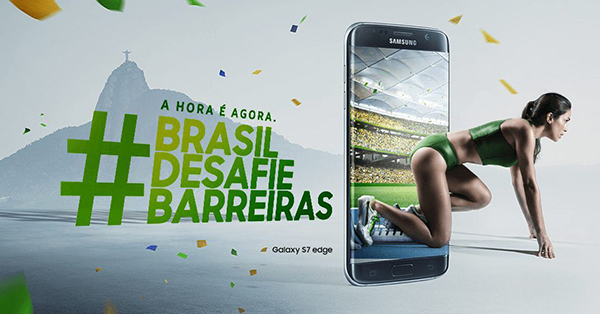 A HORA É AGORA.
#BRASIL
DESAFIE
BARREIRAS
Galaxy S7 edge
SAMSUNG